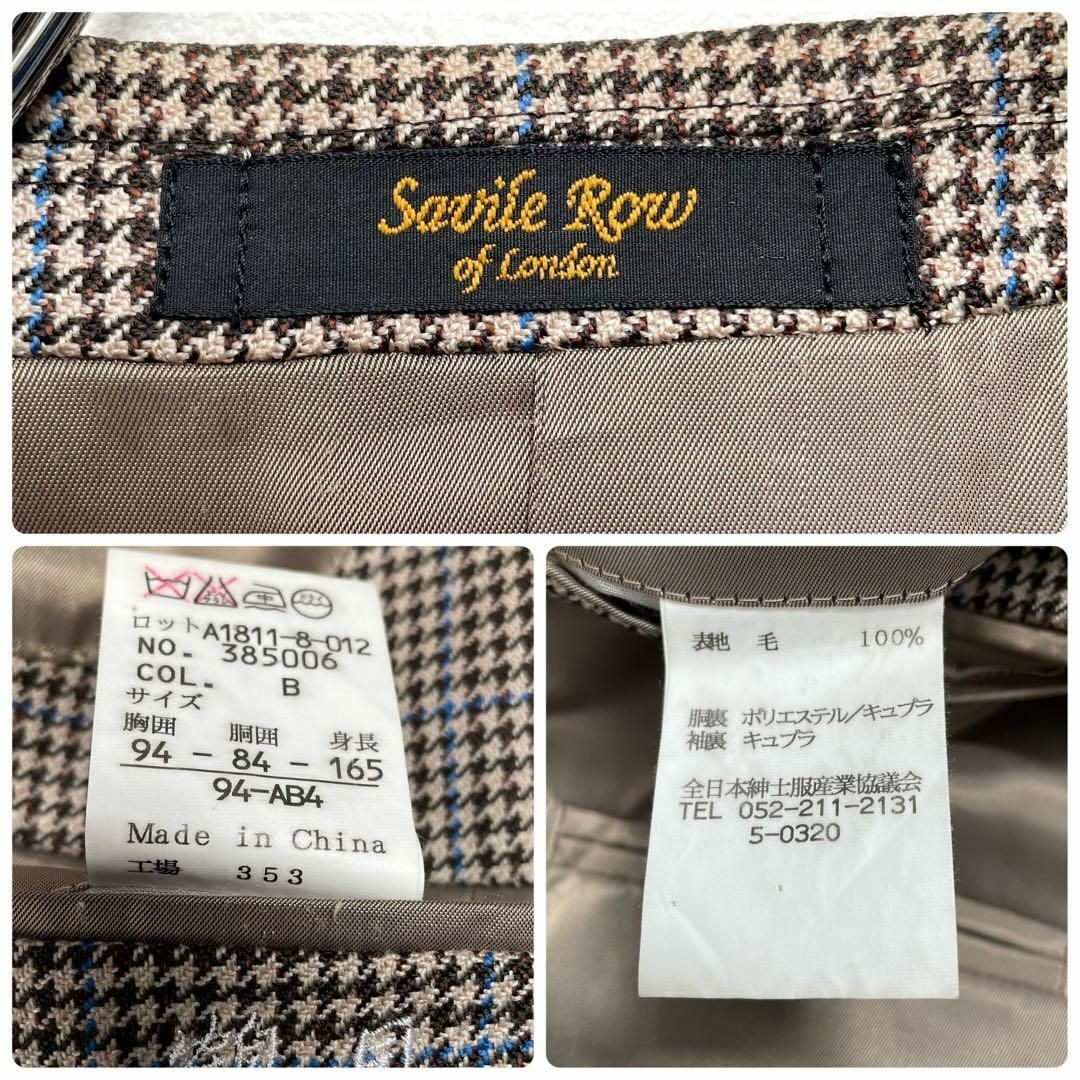 Savile Row
of London
ロット A1811-8-012
NO. 385006
COL. B
サイズ
胸囲 胴囲 身長
94 - 84 - 165
94-AB4
Made in China
工場 353
表地 毛 100%
胴裏 ポリエステル/キュプラ
袖裏 キュプラ
全日本紳士服産業協議会
TEL 052-211-2131
5-0320